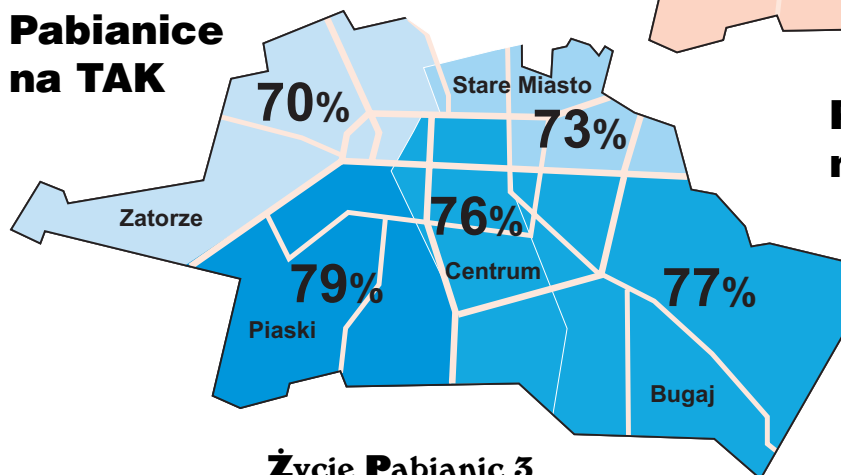 Pabianice
na TAK
70%
Stare Miasto
73%
Zatorze
76%
Centrum
79%
77%
Piaski
Bugaj
Życie Pabianic 3